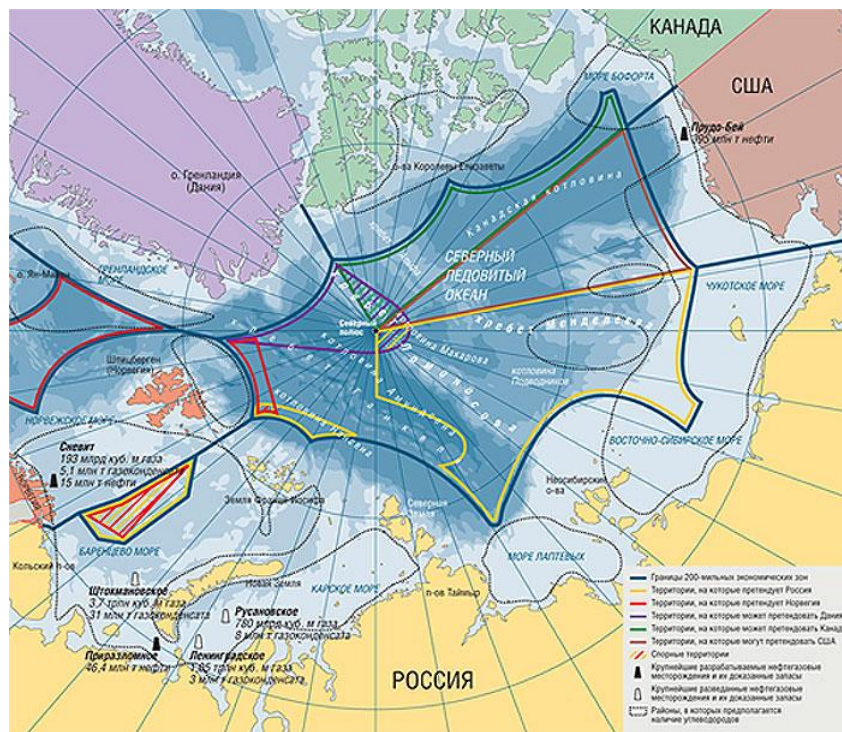 КАНАДА
США
МОРЕ БОФОРТА
Прудо-Бей
395 млн т нефти
о. Гренландия
(Дания)
о-ва Королевы Елизаветы
Канадская котловина
СЕВЕРНЫЙ
ЛЕДОВИТЫЙ
ОКЕАН
ГРЕНЛАНДСКОЕ
МОРЕ
ЧУКОТСКОЕ МОРЕ
Северный
полюс
хребет Менделеева
котловина Макарова
Ломоносова
котловина Амундсена
котловина Нансена
котловина
Подводников
Шпицберген
(Норвегия)
НОРВЕЖСКОЕ МОРЕ
ВОСТОЧНО-СИБИРСКОЕ МОРЕ
Сневит
193 млрд куб. м газа
5,1 млн т газоконденсата
15 млн т нефти
Земля Франца-Иосифа
Северная
Земля
Новосибирские
о-ва
БАРЕНЦЕВО МОРЕ
МОРЕ ЛАПТЕВЫХ
Кольский п-ов
Новая Земля
КАРСКОЕ МОРЕ
п-ов Таймыр
Штокмановское
3,7 трлн куб. м газа
31 млн т газоконденсата
Русановское
780 млрд куб. м газа
8 млн т газоконденсата
Приразломное
46,4 млн т нефти
Ленинградское
1,05 трлн куб. м газа
3 млн т газоконденсата
РОССИЯ
Границы 200-мильных экономических зон
Территории, на которые претендует Россия
Территории, на которые претендует Норвегия
Территории, на которые может претендовать Дания
Территории, на которые может претендовать Канада
Территории, на которые могут претендовать США
Спорные территории
Крупнейшие разрабатываемые нефтегазовые
месторождения и их доказанные запасы
Крупнейшие разведанные нефтегазовые
месторождения и их доказанные запасы
Районы, в которых предполагается
наличие углеводородов